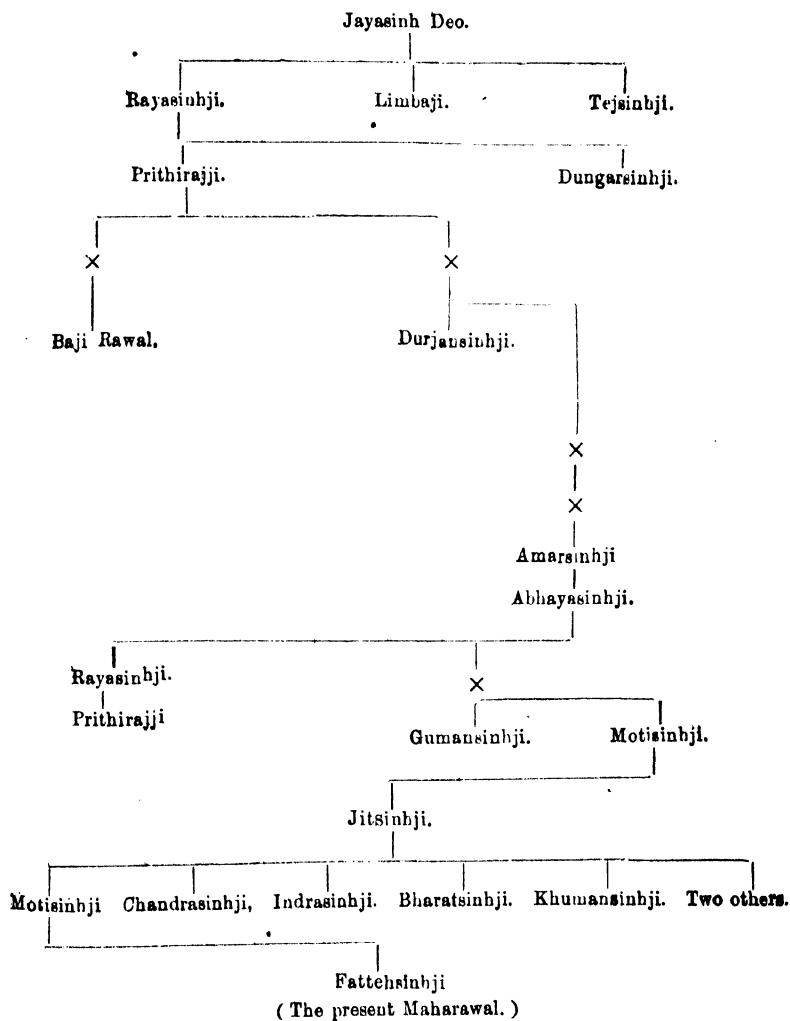 Jayasinh Deo.
Rayasinhji. Limbaji. Tejsinhji.
Prithirajji. Dungarsinhji.
× ×
Baji Rawal. Durjansinhji.
×
×
Amarsinhji
Abhayasinhji.
Rayasinhji. ×
Prithirajji Gumansinhji. Motisinhji.
Jitsinhji.
Motisinhji Chandrasinhji, Indrasinhji. Bharatsinhji. Khumansinhji. Two others.
Fattehsinhji
( The present Maharawal. )